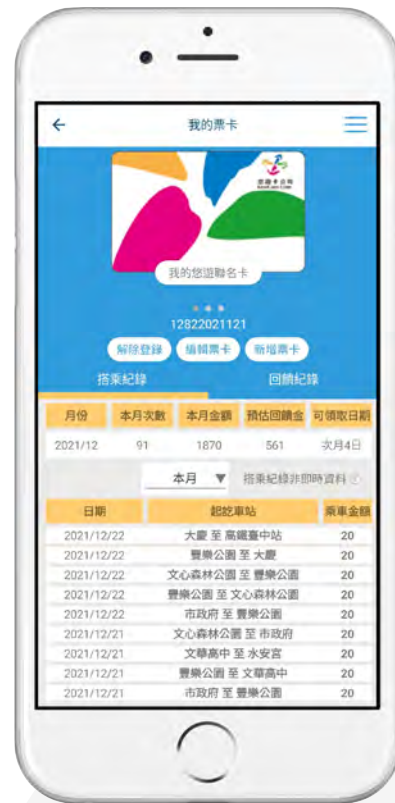 我的票卡
悠遊卡公司
我的悠遊聯名卡
12822021121
解除登錄 編輯票卡 新增票卡
搭乘紀錄 回饋紀錄
月份 本月次數 本月金額 預估回饋金 可領取日期
2021/12 91 1870 561 次月4日
本月 ▼ 搭乘紀錄非即時資料
日期 起訖車站 乘車金額
2021/12/22 大慶 至 高鐵臺中站 20
2021/12/22 豐樂公園 至 大慶 20
2021/12/22 文心森林公園 至 豐樂公園 20
2021/12/22 豐樂公園 至 文心森林公園 20
2021/12/22 市政府 至 豐樂公園 20
2021/12/21 文心森林公園 至 市政府 20
2021/12/21 文華高中 至 水安宮 20
2021/12/21 豐樂公園 至 文華高中 20
2021/12/21 市政府 至 豐樂公園 20